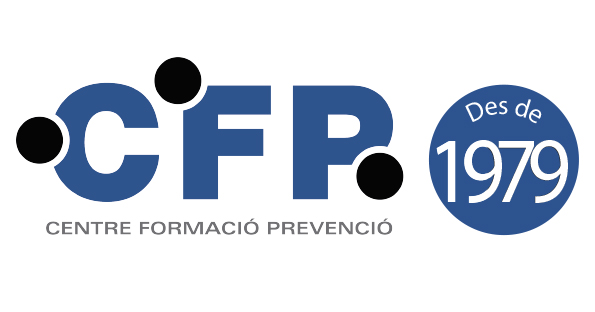 CFP
CENTRE FORMACIÓ PREVENCIÓ
Des de
1979